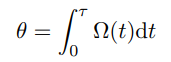 θ = ∫₀^τ Ω(t)dt